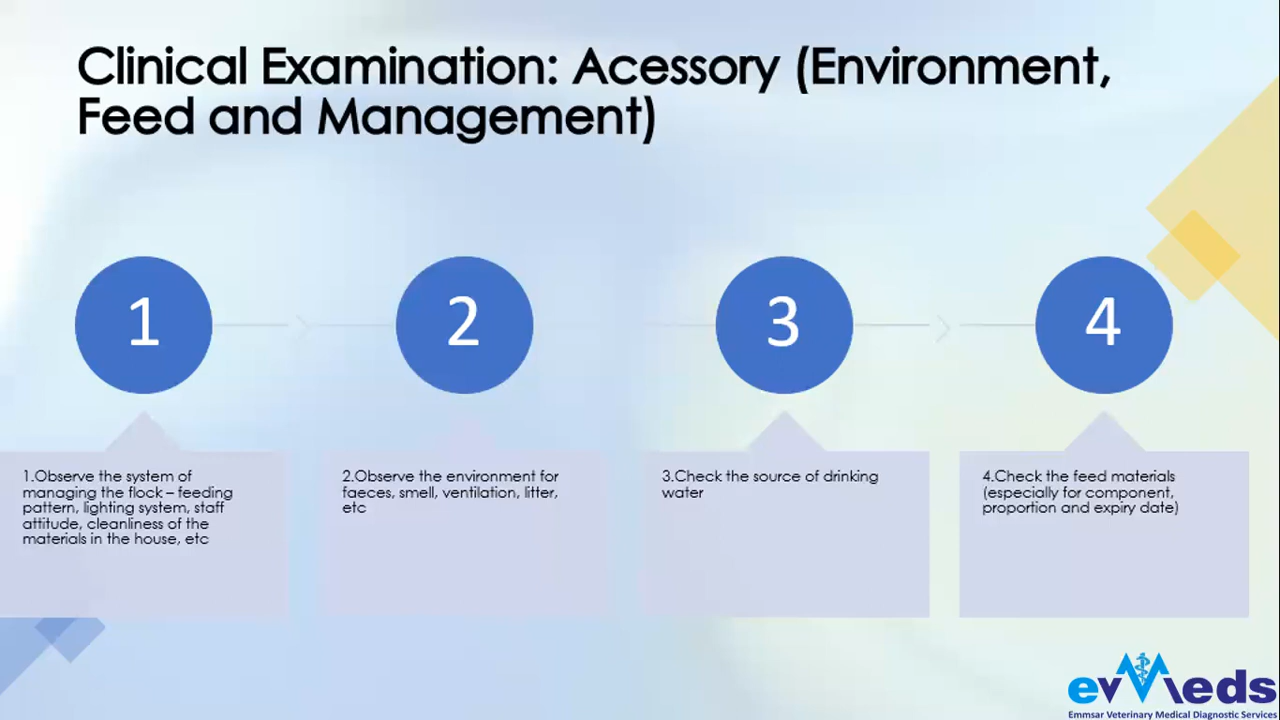 Clinical Examination: Acessory (Environment,
Feed and Management)
1
2
3
4
1.Observe the system of
managing the flock – feeding
pattern, lighting system, staff
attitude, cleanliness of the
materials in the house, etc
2.Observe the environment for
faeces, smell, ventilation, litter,
etc
3.Check the source of drinking
water
4.Check the feed materials
(especially for component,
proportion and expiry date)
evMeds
Emmsar Veterinary Medical Diagnostic Services